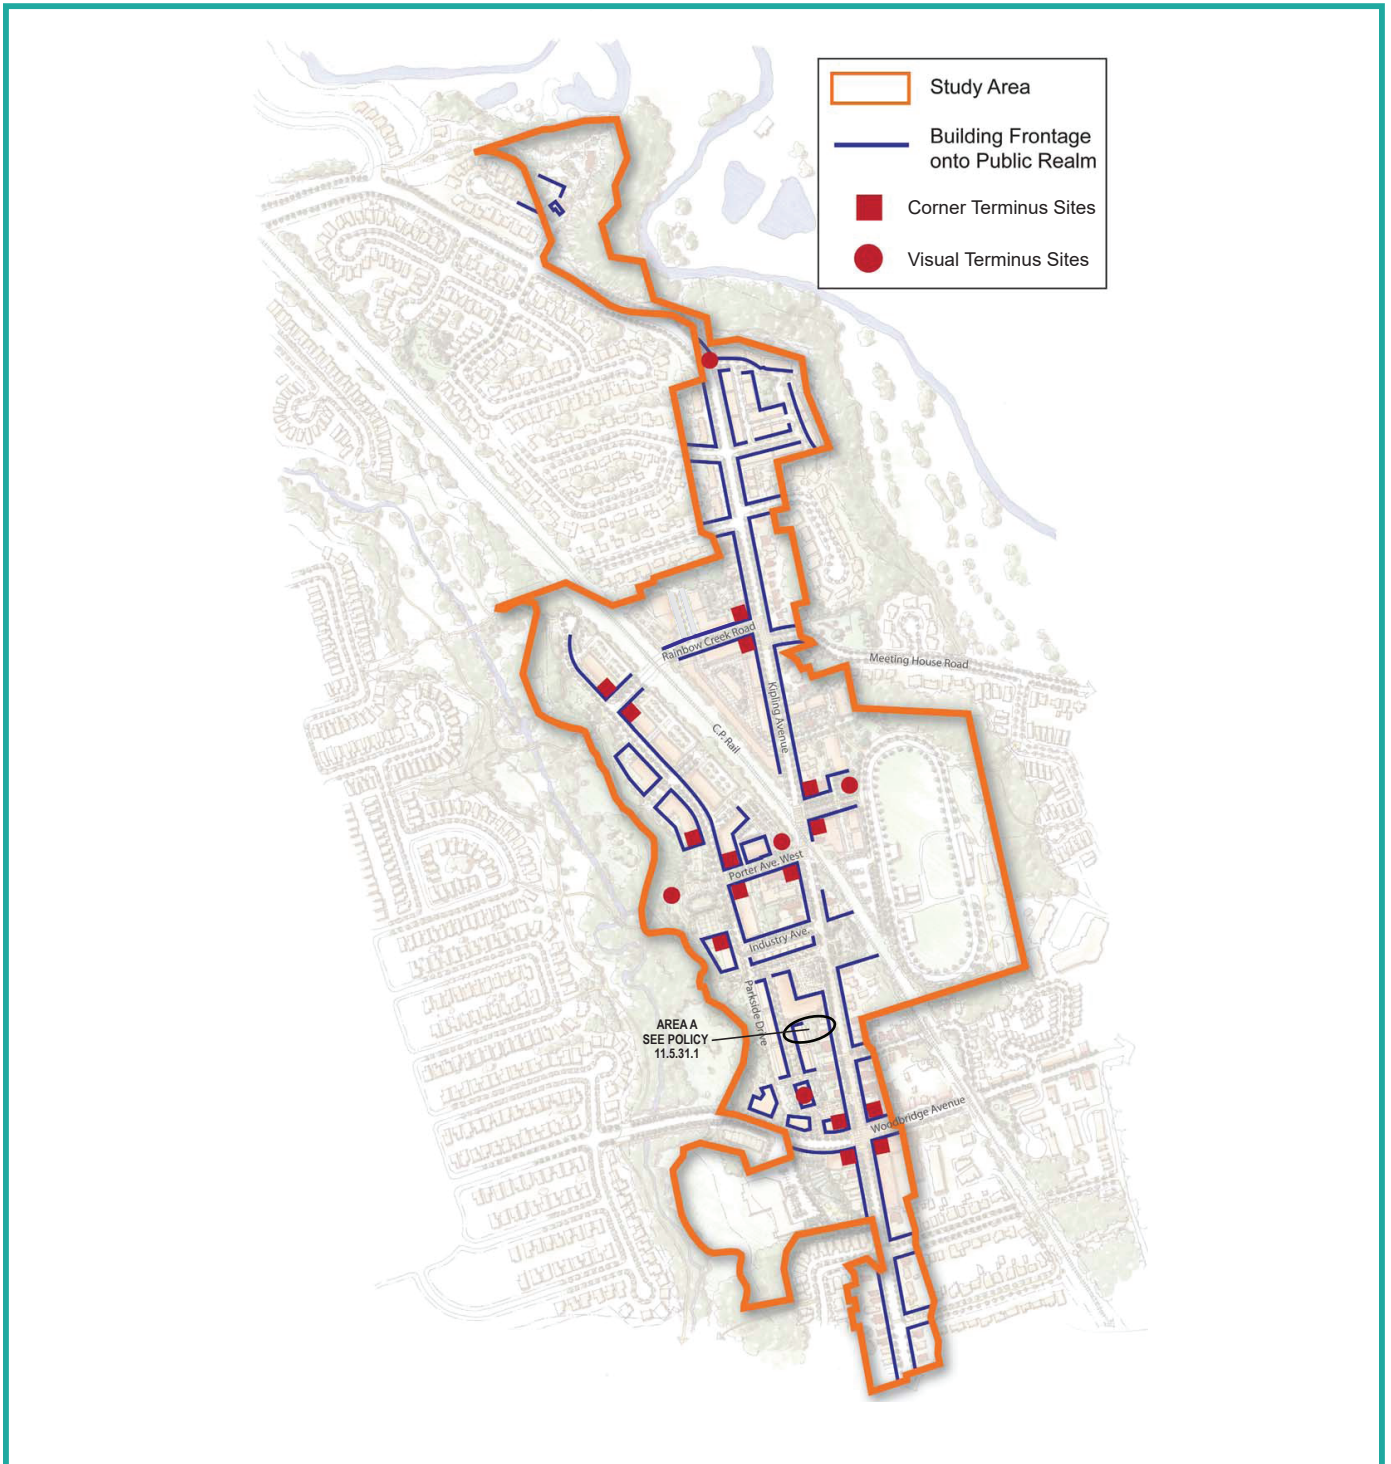 Study Area
Building Frontage
onto Public Realm
Corner Terminus Sites
Visual Terminus Sites
Rainbow Creek Road
Meeting House Road
Kipling Avenue
C.P. Rail
Porter Ave. West
Industry Ave.
Parkside Drive
AREA A
SEE POLICY
11.5.31.1
Woodbridge Avenue